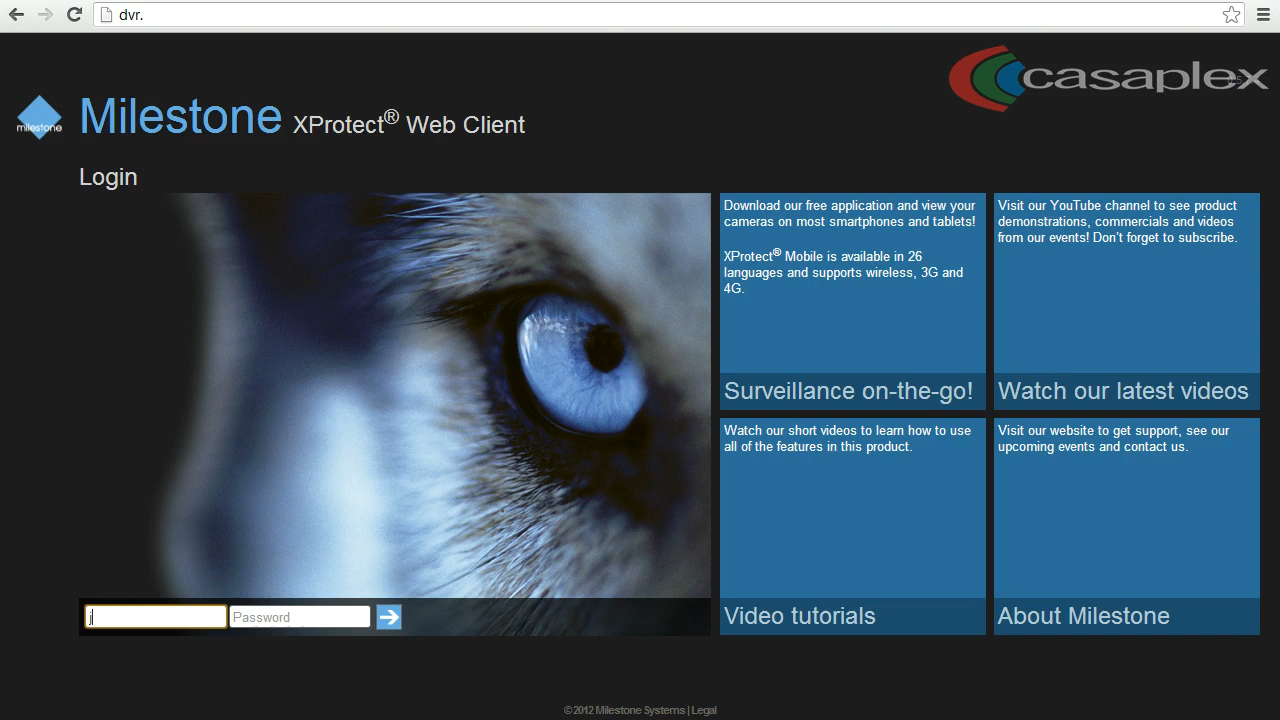 dvr.
casaplex
milestone
Milestone XProtect® Web Client
Login
Download our free application and view your
cameras on most smartphones and tablets!
XProtect® Mobile is available in 26
languages and supports wireless, 3G and
4G.
Surveillance on-the-go!
Visit our YouTube channel to see product
demonstrations, commercials and videos
from our events! Don't forget to subscribe.
Watch our latest videos
Watch our short videos to learn how to use
all of the features in this product.
Video tutorials
Visit our website to get support, see our
upcoming events and contact us.
About Milestone
j
Password
©2012 Milestone Systems | Legal